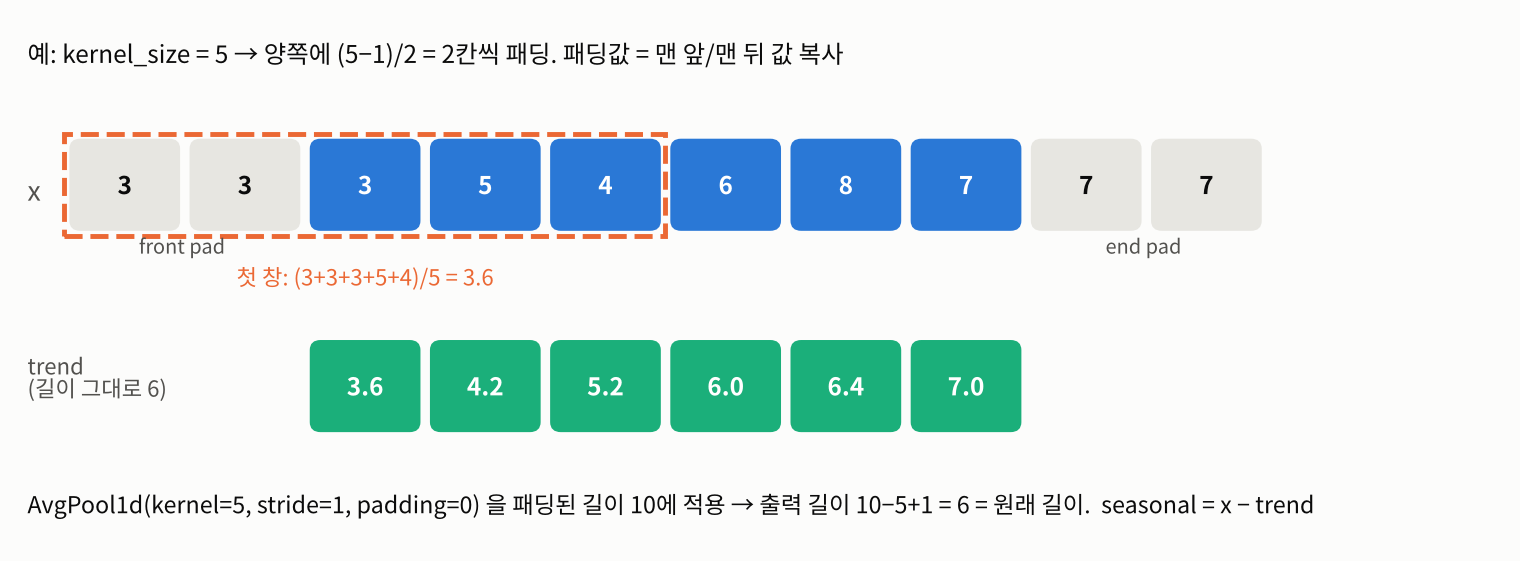 예: kernel_size = 5 → 양쪽에 (5−1)/2 = 2칸씩 패딩. 패딩값 = 맨 앞/맨 뒤 값 복사
x 3 3 3 5 4 6 8 7 7 7
front pad end pad
첫 창: (3+3+3+5+4)/5 = 3.6
trend
(길이 그대로 6)
3.6 4.2 5.2 6.0 6.4 7.0
AvgPool1d(kernel=5, stride=1, padding=0) 을 패딩된 길이 10에 적용 → 출력 길이 10−5+1 = 6 = 원래 길이. seasonal = x − trend